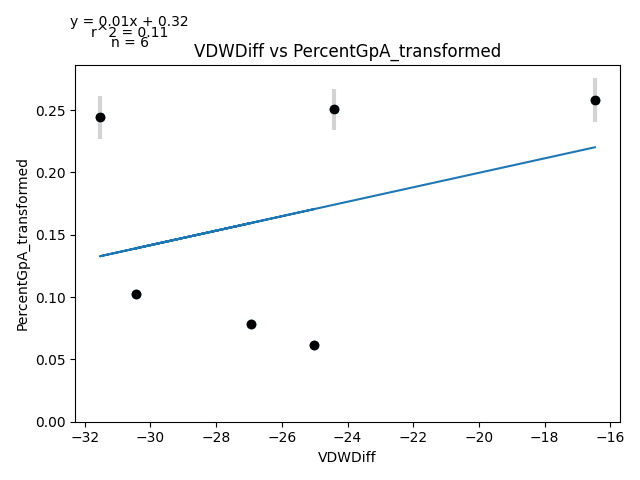 y = 0.01x + 0.32
r^2 = 0.11
n = 6
VDWDiff vs PercentGpA_transformed
PercentGpA_transformed
0.25
0.20
0.15
0.10
0.05
0.00
−32 −30 −28 −26 −24 −22 −20 −18 −16
VDWDiff